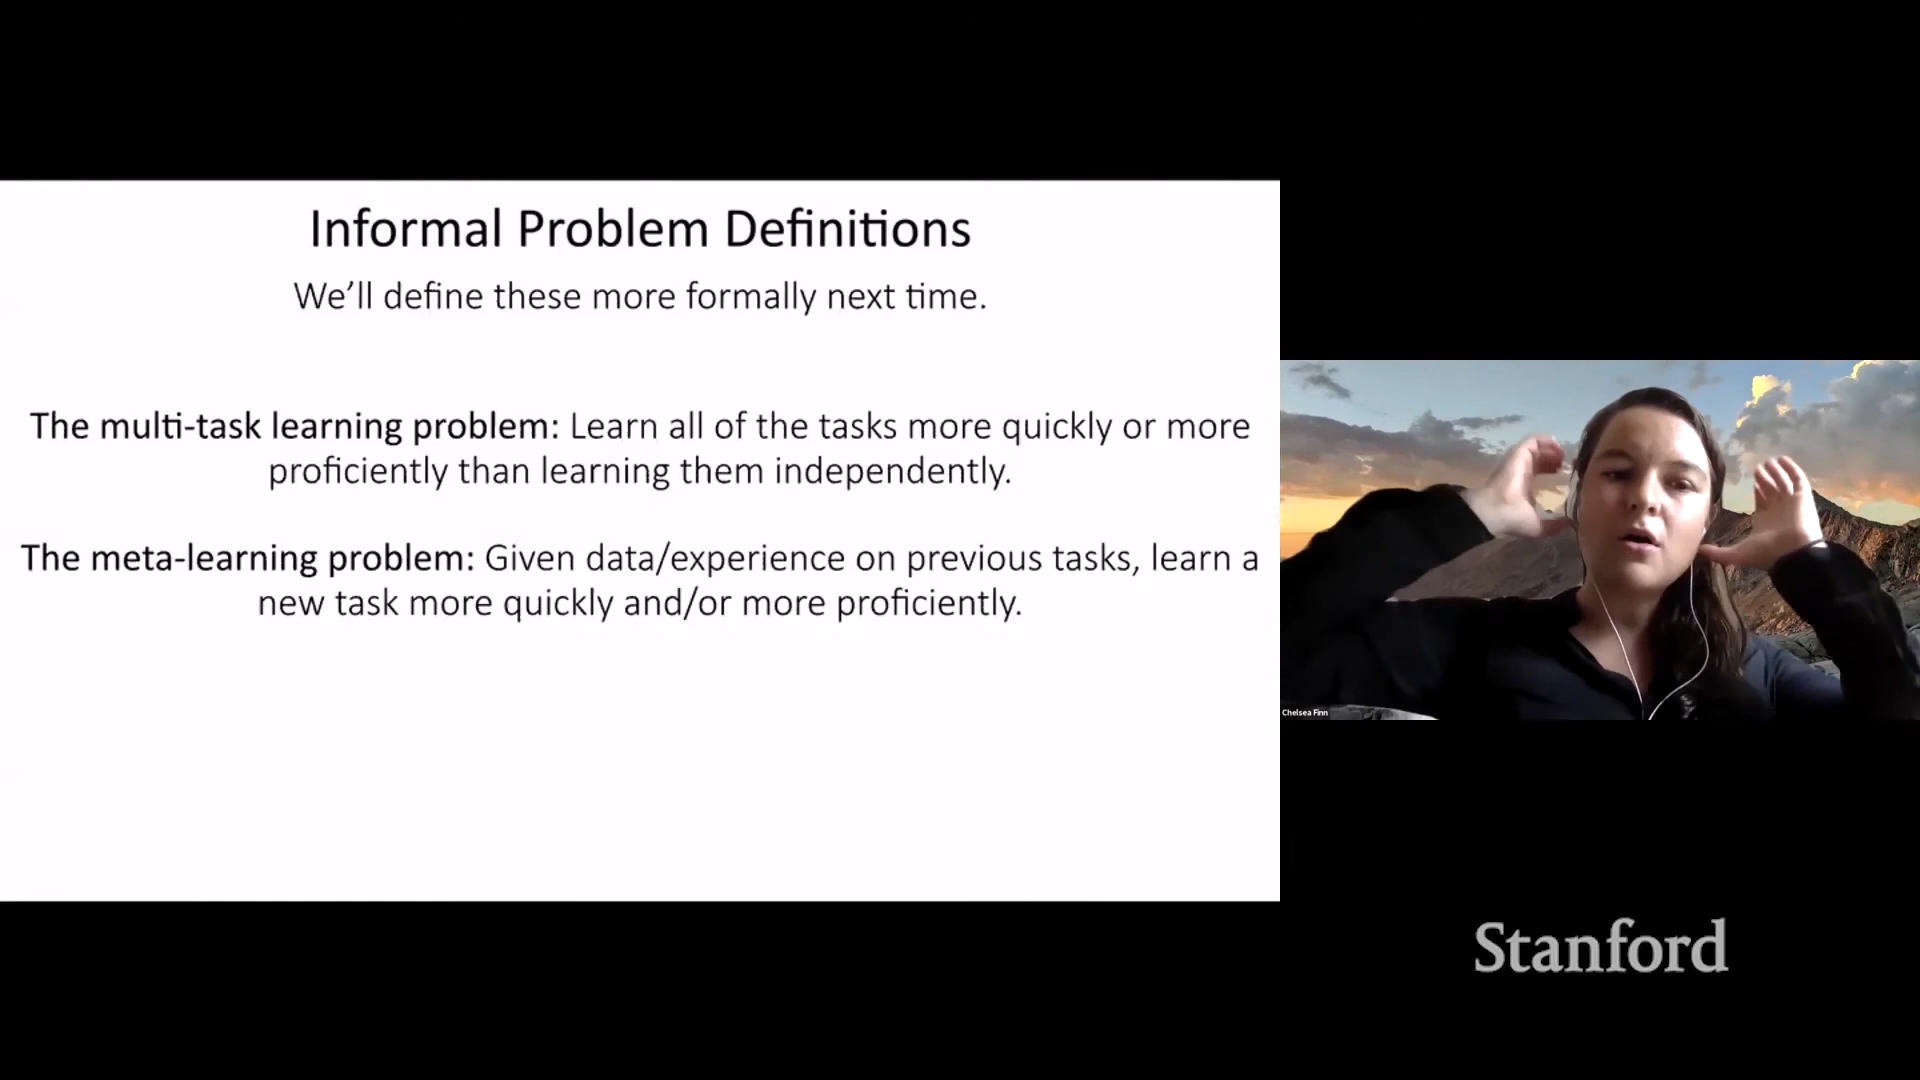 Informal Problem Definitions
We'll define these more formally next time.
The multi-task learning problem: Learn all of the tasks more quickly or more
proficiently than learning them independently.
The meta-learning problem: Given data/experience on previous tasks, learn a
new task more quickly and/or more proficiently.
Chelsea Finn
Stanford